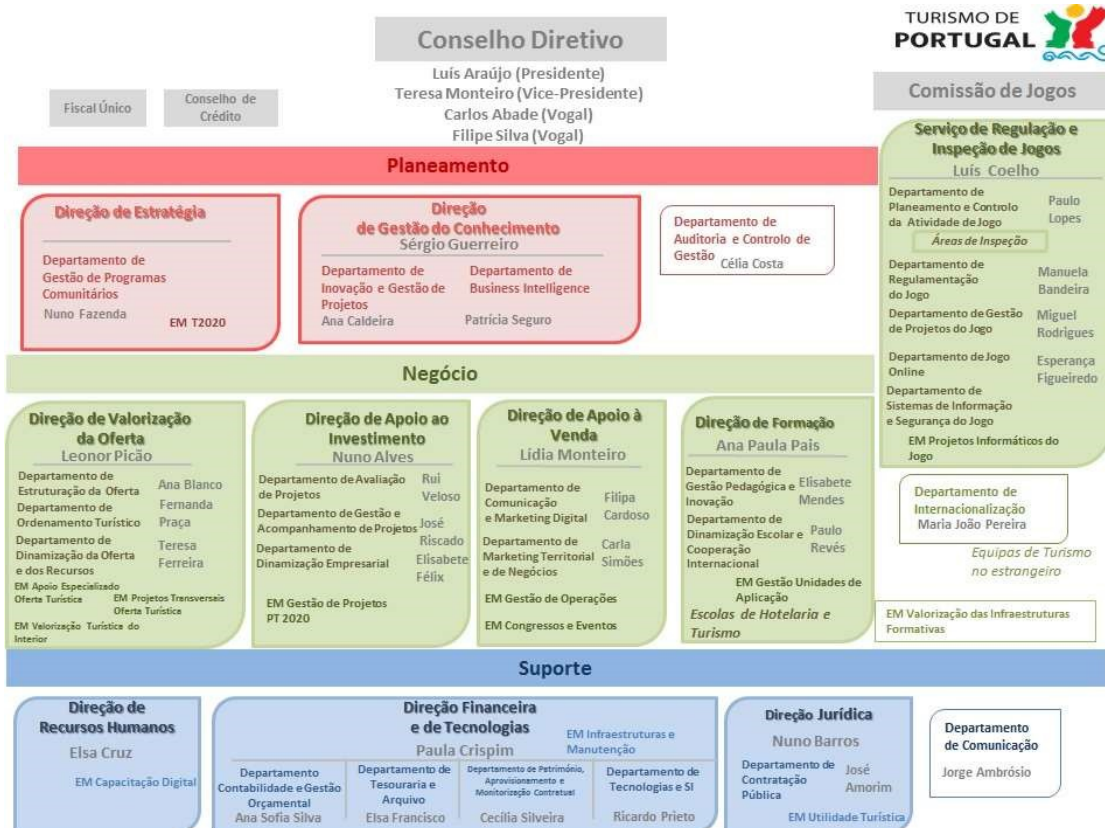 TURISMO DE
PORTUGAL
Conselho Diretivo
Luís Araújo (Presidente)
Teresa Monteiro (Vice-Presidente)
Carlos Abade (Vogal)
Filipe Silva (Vogal)
Fiscal Único
Conselho de
Crédito
Comissão de Jogos
Serviço de Regulação e
Inspeção de Jogos
Luís Coelho
Departamento de
Planeamento e Controlo
da Atividade de Jogo
Paulo
Lopes
Áreas de Inspeção
Departamento de
Regulamentação
do Jogo
Manuela
Bandeira
Departamento de Gestão
de Projetos do Jogo
Miguel
Rodrigues
Departamento de Jogo
Online
Esperança
Figueiredo
Departamento de
Sistemas de Informação
e Segurança do Jogo
EM Projetos Informáticos do
Jogo
Planeamento
Direção de Estratégia
Departamento de
Gestão de Programas
Comunitários
Nuno Fazenda
EM T2020
Direção
de Gestão do Conhecimento
Sérgio Guerreiro
Departamento de
Inovação e Gestão de
Projetos
Ana Caldeira
Departamento de
Business Intelligence
Patrícia Seguro
Departamento de
Auditoria e Controlo de
Gestão
Célia Costa
Negócio
Direção de Valorização
da Oferta
Leonor Picão
Departamento de
Estruturação da Oferta
Ana Blanco
Departamento de
Ordenamento Turístico
Fernanda
Praça
Departamento de
Dinamização da Oferta
e dos Recursos
Teresa
Ferreira
EM Apoio Especializado
Oferta Turística
EM Projetos Transversais
Oferta Turística
EM Valorização Turística do
Interior
Direção de Apoio ao
Investimento
Nuno Alves
Departamento de Avaliação
de Projetos
Rui
Veloso
Departamento de Gestão e
Acompanhamento de Projetos
José
Riscado
Departamento de
Dinamização Empresarial
Elisabete
Félix
EM Gestão de Projetos
PT 2020
Direção de Apoio à
Venda
Lídia Monteiro
Departamento de
Comunicação
e Marketing Digital
Filipa
Cardoso
Departamento de
Marketing Territorial
e de Negócios
Carla
Simões
EM Gestão de Operações
EM Congressos e Eventos
Direção de Formação
Ana Paula Pais
Departamento de
Gestão Pedagógica e
Inovação
Elisabete
Mendes
Departamento de
Dinamização Escolar e
Cooperação
Internacional
Paulo
Revés
EM Gestão Unidades de
Aplicação
Escolas de Hotelaria e
Turismo
Departamento de
Internacionalização
Maria João Pereira
Equipas de Turismo
no estrangeiro
EM Valorização das Infraestruturas
Formativas
Suporte
Direção de
Recursos Humanos
Elsa Cruz
EM Capacitação Digital
Direção Financeira
e de Tecnologias
Paula Crispim
EM Infraestruturas e
Manutenção
Departamento
Contabilidade e Gestão
Orçamental
Ana Sofia Silva
Departamento de
Tesouraria e
Arquivo
Elsa Francisco
Departamento de Património,
Aprovisionamento e
Monitorização Contratual
Cecília Silveira
Departamento de
Tecnologias e SI
Ricardo Prieto
Direção Jurídica
Nuno Barros
Departamento de
Contratação
Pública
José
Amorim
EM Utilidade Turística
Departamento
de Comunicação
Jorge Ambrósio